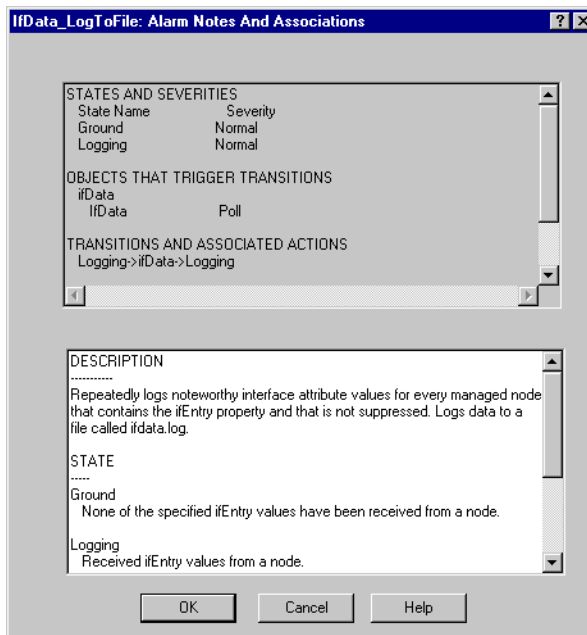 IfData_LogToFile: Alarm Notes And Associations
STATES AND SEVERITIES
State Name Severity
Ground Normal
Logging Normal
OBJECTS THAT TRIGGER TRANSITIONS
ifData
IfData Poll
TRANSITIONS AND ASSOCIATED ACTIONS
Logging->ifData->Logging
DESCRIPTION
-----------
Repeatedly logs noteworthy interface attribute values for every managed node
that contains the ifEntry property and that is not suppressed. Logs data to a
file called ifdata.log.
STATE
-----
Ground
None of the specified ifEntry values have been received from a node.
Logging
Received ifEntry values from a node.
OK Cancel Help